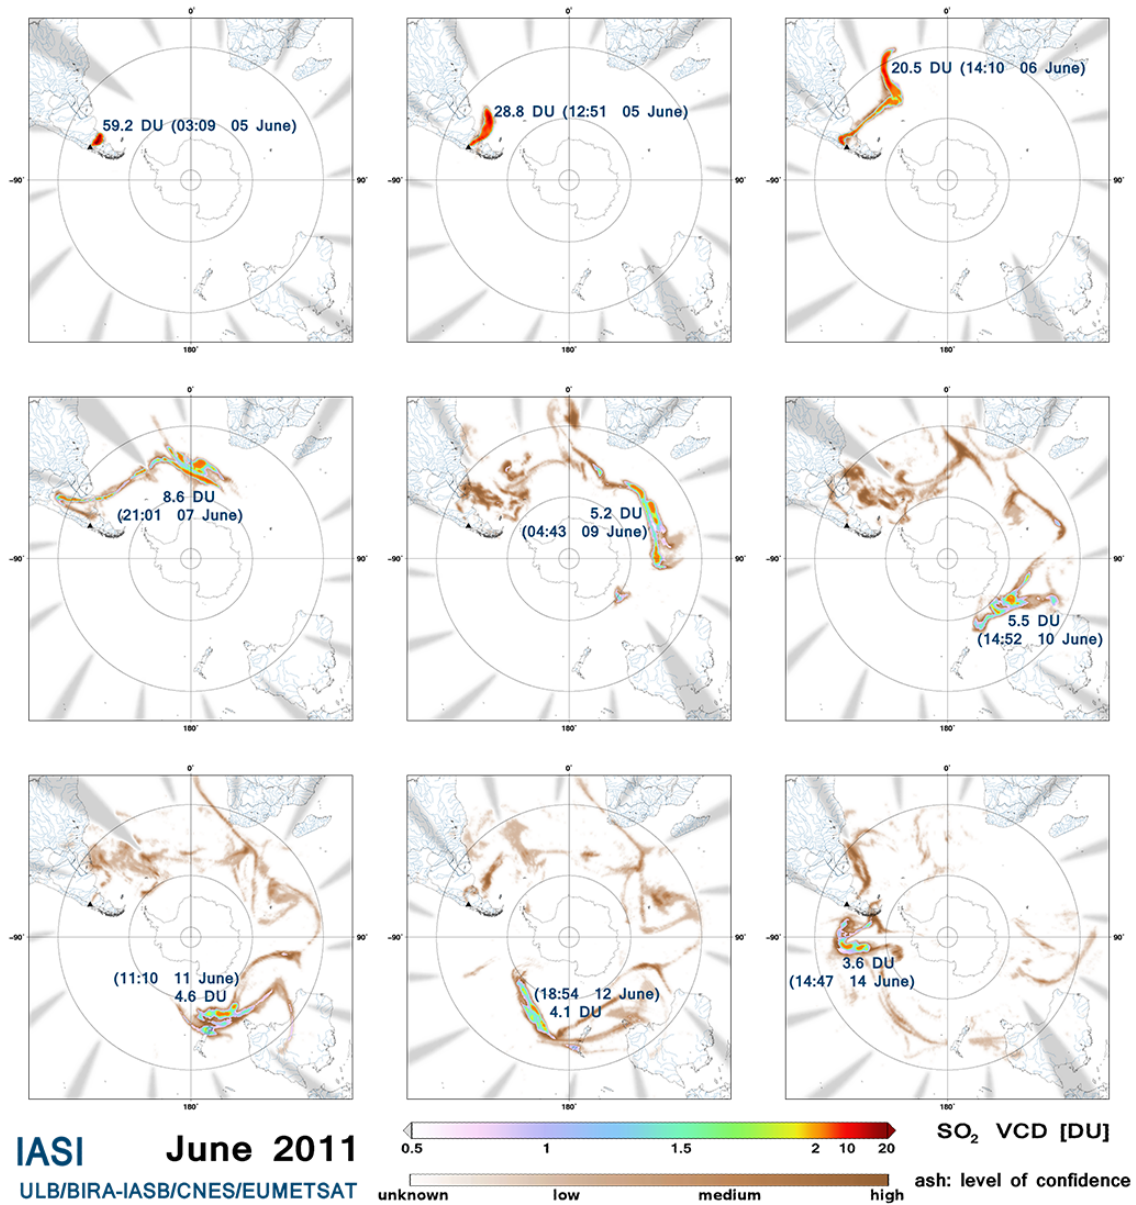 0° 0° 0°
59.2 DU (03:09 05 June)
28.8 DU (12:51 05 June)
20.5 DU (14:10 06 June)
-90° 90° -90° 90° -90° 90°
180° 180° 180°
0° 0° 0°
8.6 DU
(21:01 07 June)
5.2 DU
(04:43 09 June)
-90° 90° -90° 90° -90° 90°
5.5 DU
(14:52 10 June)
180° 180° 180°
0° 0° 0°
-90° 90° -90° 90° -90° 90°
(11:10 11 June)
4.6 DU
(18:54 12 June)
4.1 DU
3.6 DU
(14:47 14 June)
180° 180° 180°
IASI June 2011
ULB/BIRA-IASB/CNES/EUMETSAT
SO₂ VCD [DU]
0.5 1 1.5 2 10 20
ash: level of confidence
unknown low medium high